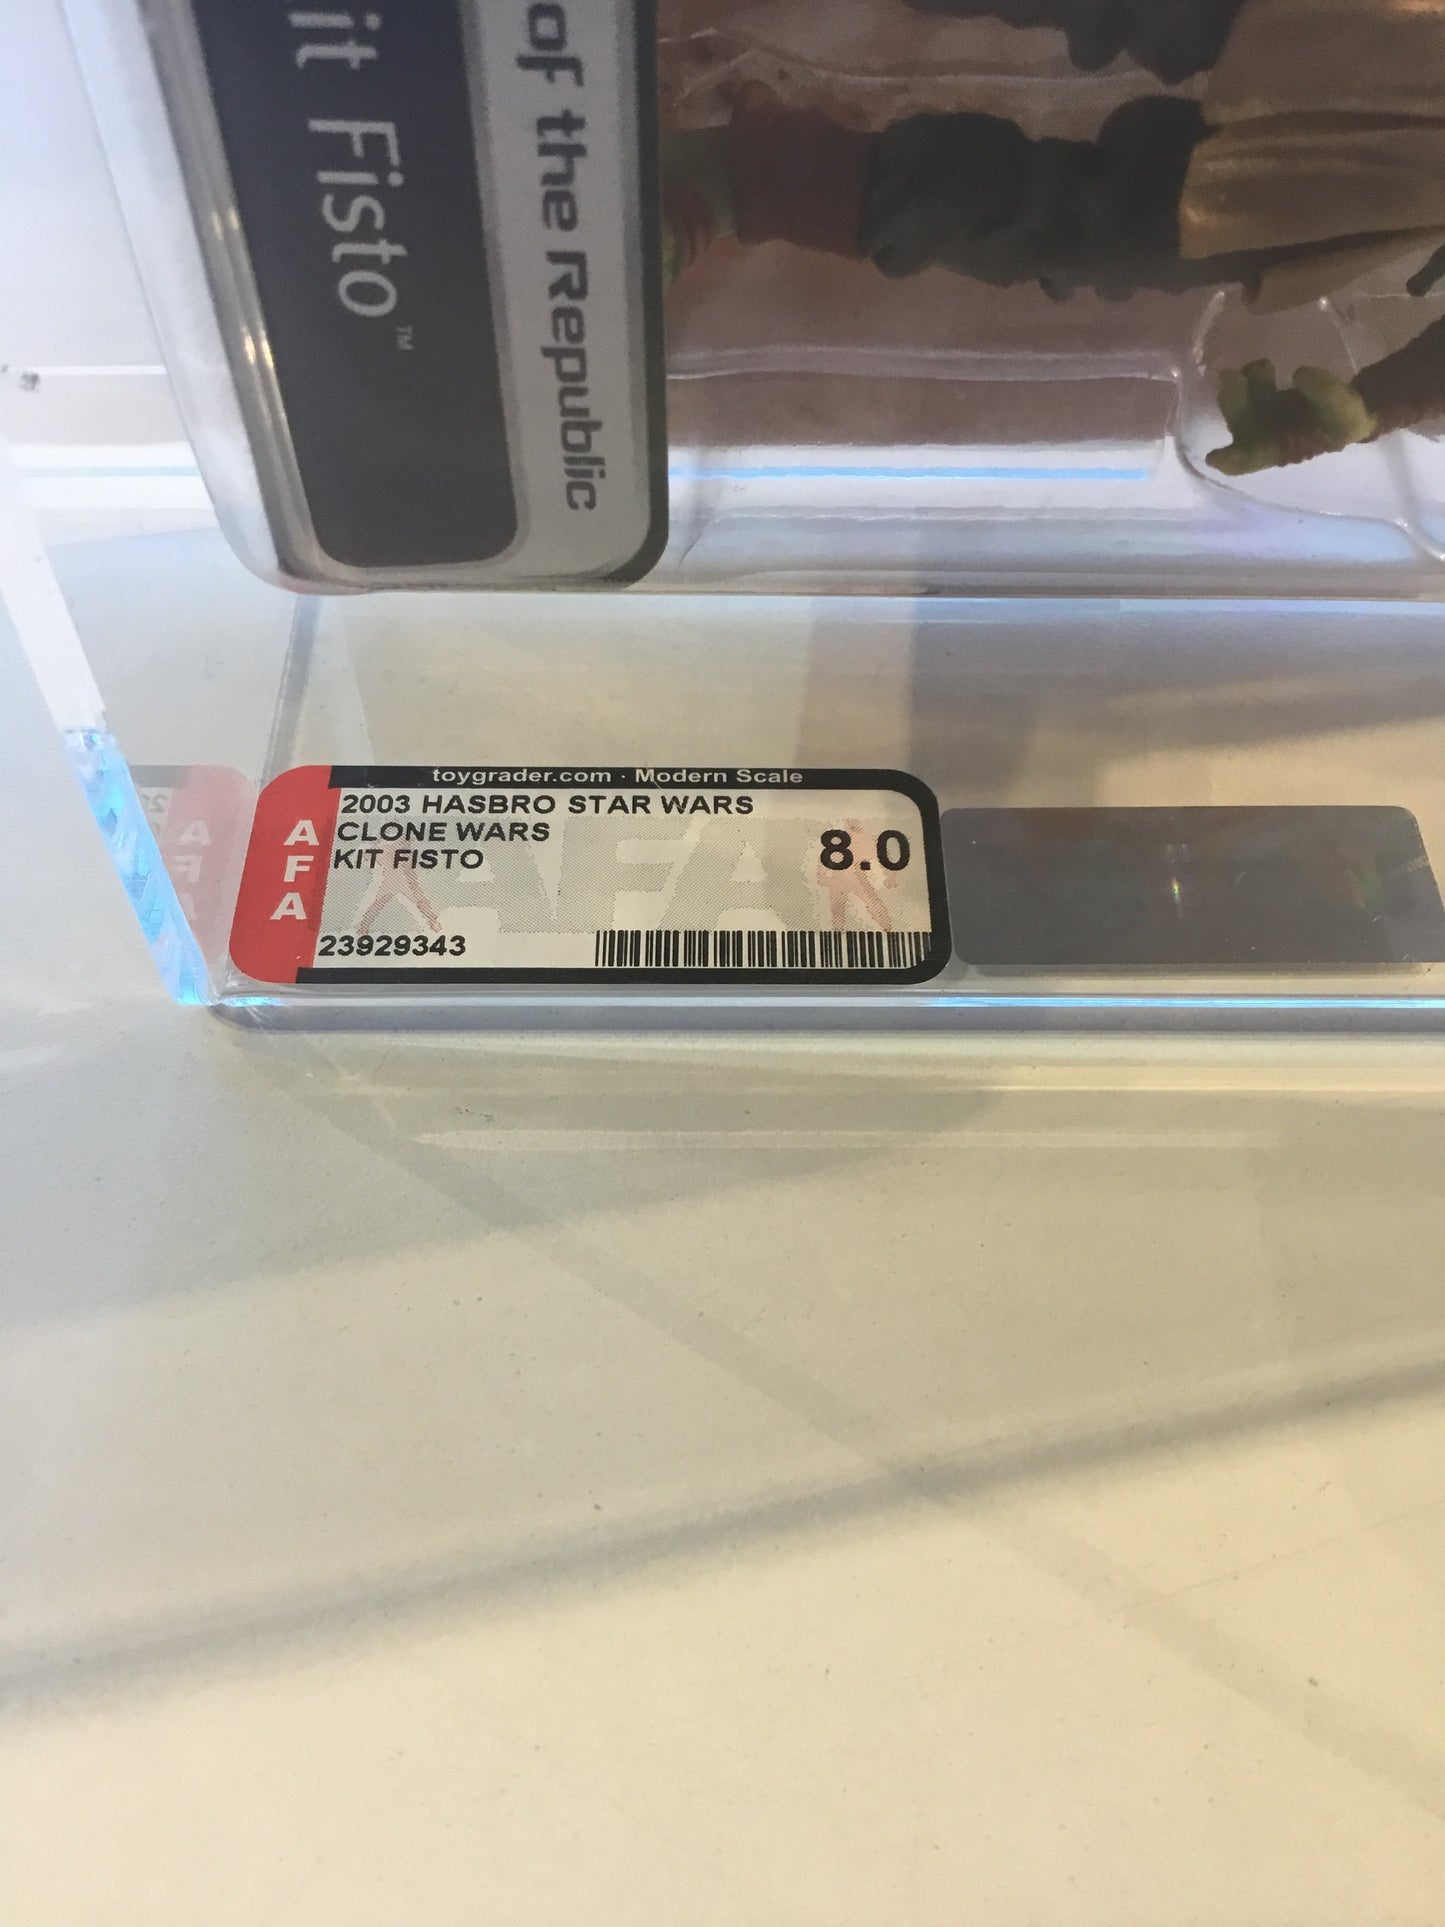 it Fisto™
of the Republic
toygrader.com · Modern Scale
AFA
2003 HASBRO STAR WARS
CLONE WARS
KIT FISTO
8.0
23929343